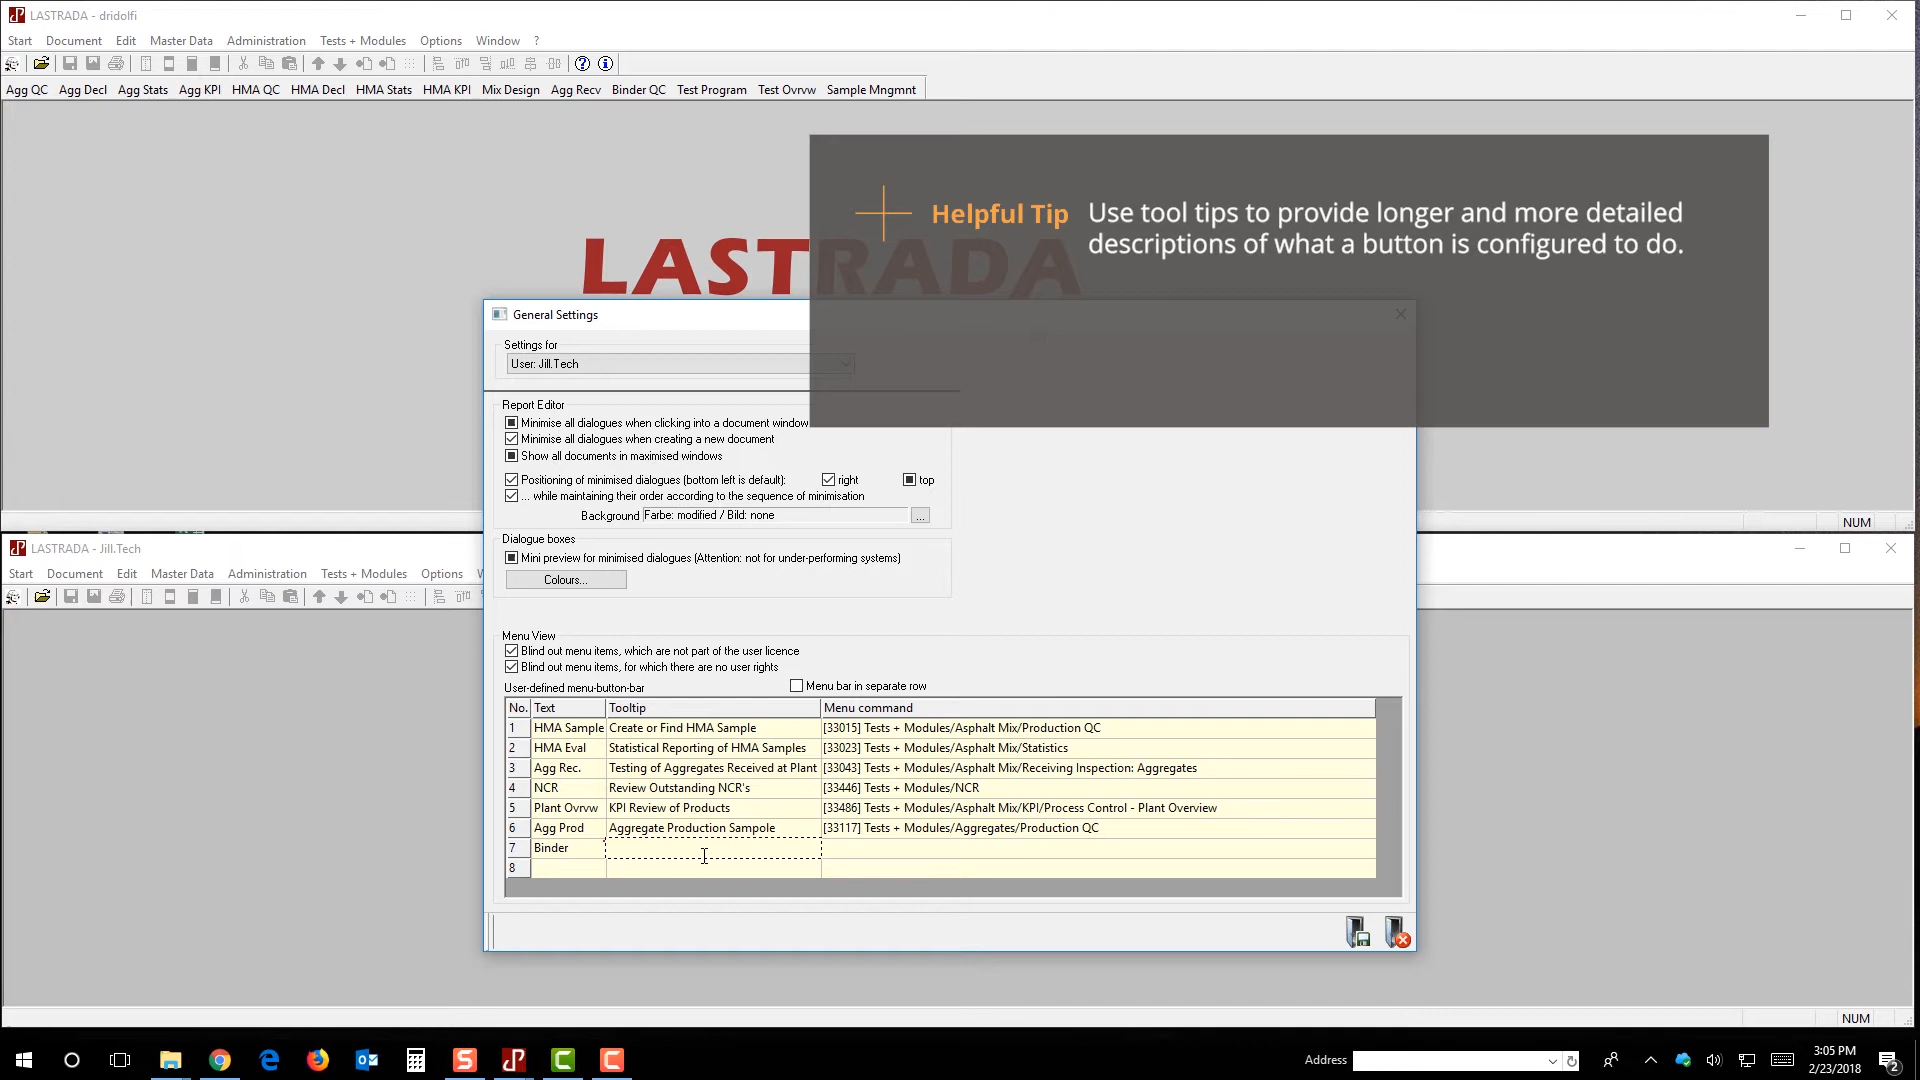 LASTRADA - dridolfi
Start Document Edit Master Data Administration Tests + Modules Options Window ?
Agg QC Agg Decl Agg Stats Agg KPI HMA QC HMA Decl HMA Stats HMA KPI Mix Design Agg Recv Binder QC Test Program Test Ovrvw Sample Mngmnt
Helpful Tip Use tool tips to provide longer and more detailed
descriptions of what a button is configured to do.
LASTRADA
General Settings
Settings for
User: Jill.Tech
Report Editor
Minimise all dialogues when clicking into a document window
Minimise all dialogues when creating a new document
Show all documents in maximised windows
Positioning of minimised dialogues (bottom left is default): right top
... while maintaining their order according to the sequence of minimisation
Background Farbe: modified / Bild: none ...
NUM
Dialogue boxes
LASTRADA - Jill.Tech
Mini preview for minimised dialogues (Attention: not for under-performing systems)
Start Document Edit Master Data Administration Tests + Modules Options W
Colours...
Menu View
Blind out menu items, which are not part of the user licence
Blind out menu items, for which there are no user rights
User-defined menu-button-bar Menu bar in separate row
No. Text Tooltip Menu command
1 HMA Sample Create or Find HMA Sample [33015] Tests + Modules/Asphalt Mix/Production QC
2 HMA Eval Statistical Reporting of HMA Samples [33023] Tests + Modules/Asphalt Mix/Statistics
3 Agg Rec. Testing of Aggregates Received at Plant [33043] Tests + Modules/Asphalt Mix/Receiving Inspection: Aggregates
4 NCR Review Outstanding NCR's [33446] Tests + Modules/NCR
5 Plant Ovrvw KPI Review of Products [33486] Tests + Modules/Asphalt Mix/KPI/Process Control - Plant Overview
6 Agg Prod Aggregate Production Sampole [33117] Tests + Modules/Aggregates/Production QC
7 Binder
8
NUM
Address
3:05 PM
2/23/2018
2